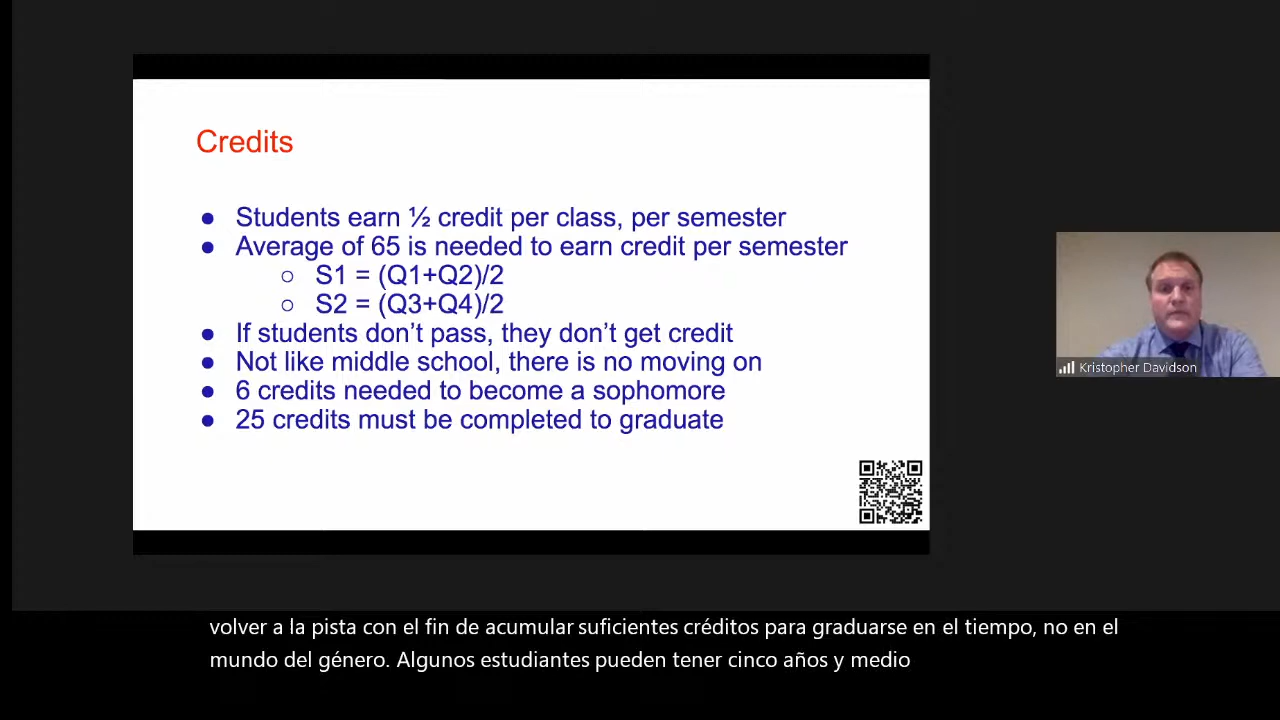 Credits
● Students earn ½ credit per class, per semester
● Average of 65 is needed to earn credit per semester
○ S1 = (Q1+Q2)/2
○ S2 = (Q3+Q4)/2
● If students don’t pass, they don’t get credit
● Not like middle school, there is no moving on
● 6 credits needed to become a sophomore
● 25 credits must be completed to graduate
Kristopher Davidson
volver a la pista con el fin de acumular suficientes créditos para graduarse en el tiempo, no en el
mundo del género. Algunos estudiantes pueden tener cinco años y medio